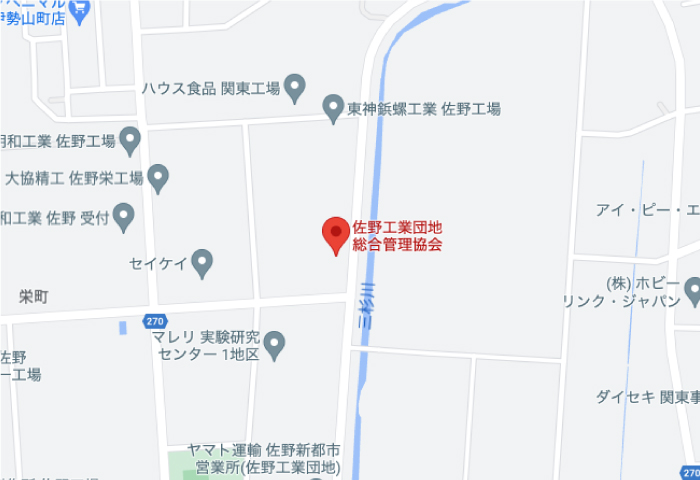 ペニマル
伊勢山町店
ハウス食品 関東工場
東神鋲螺工業 佐野工場
明和工業 佐野工場
大協精工 佐野栄工場
和工業 佐野 受付
アイ・ピー・エ
佐野工業団地
総合管理協会
セイケイ
(株) ホビー
リンク・ジャパン
栄町
三杉川
270
マレリ 実験研究
センター 1地区
佐野
ー工場
ダイセキ 関東事
ヤマト運輸 佐野新都市
営業所(佐野工業団地)
270